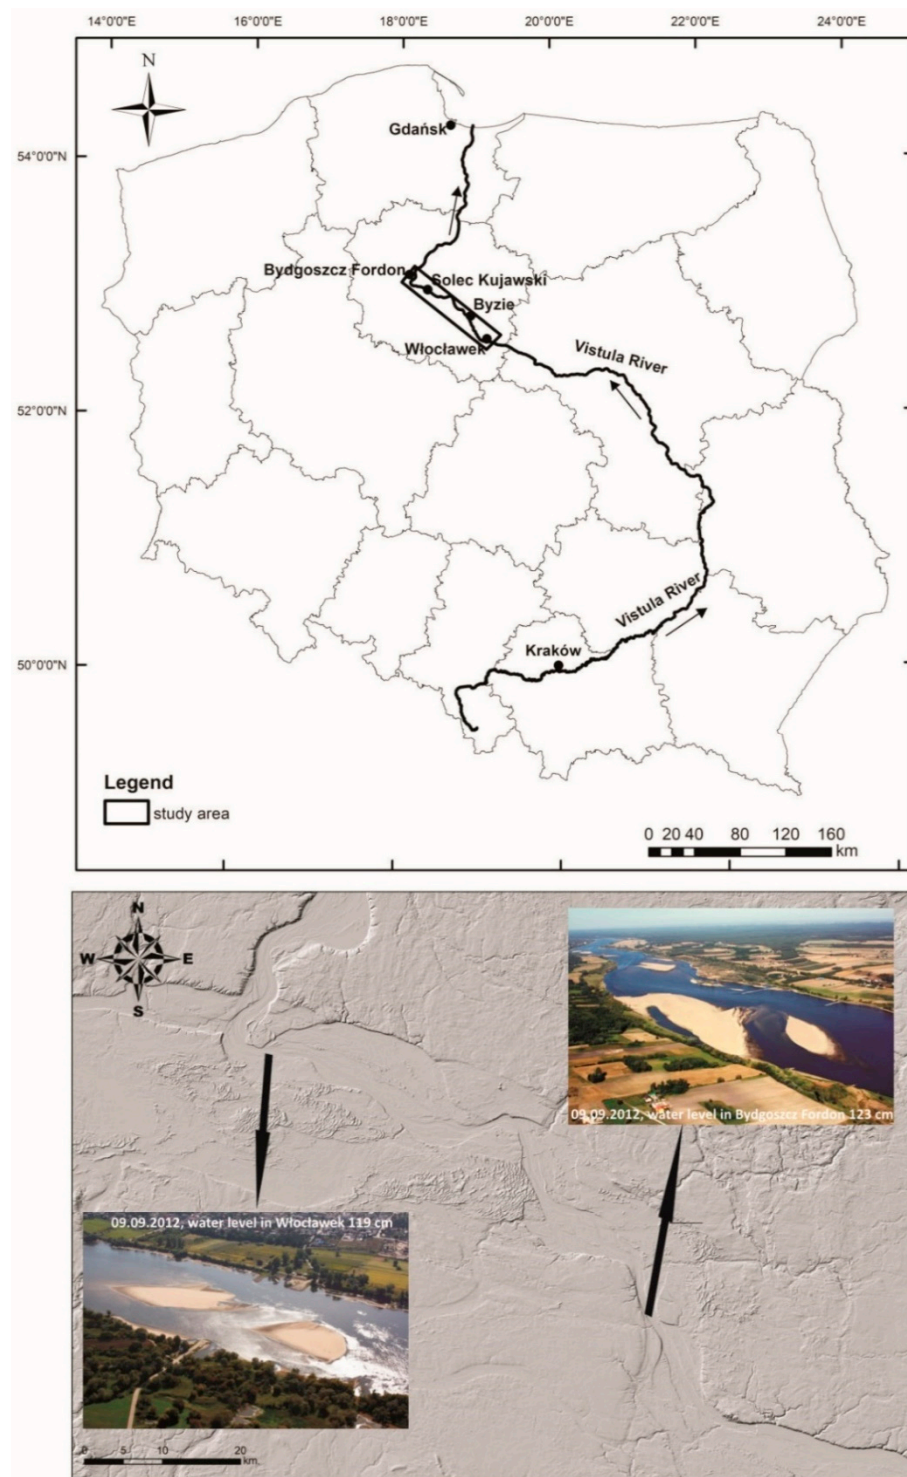 14°0'0"E 16°0'0"E 18°0'0"E 20°0'0"E 22°0'0"E 24°0'0"E
N
Gdańsk
54°0'0"N
Bydgoszcz Fordon
Solec Kujawski
Byzie
Włocławek
Vistula River
52°0'0"N
Vistula River
Kraków
50°0'0"N
Legend
study area
0 20 40 80 120 160
km
N
W E
S
09.09.2012, water level in Bydgoszcz Fordon 123 cm
09.09.2012, water level in Włocławek 119 cm
0 5 10 20
km